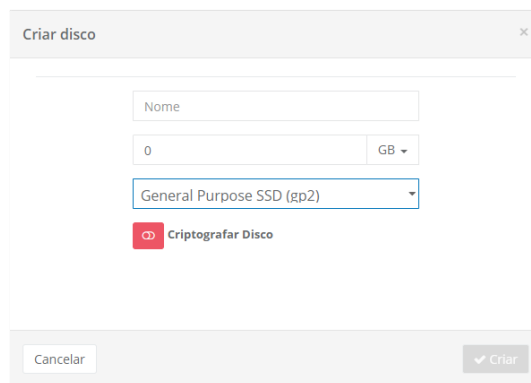 Criar disco ×
Nome
0 GB
General Purpose SSD (gp2)
Criptografar Disco
Cancelar Criar